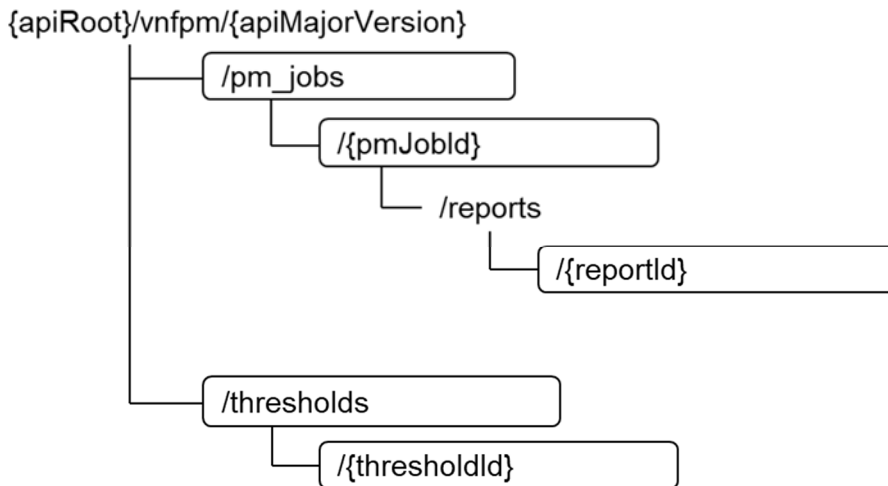 {apiRoot}/vnfpm/{apiMajorVersion}
/pm_jobs
/{pmJobId}
/reports
/{reportId}
/thresholds
/{thresholdId}